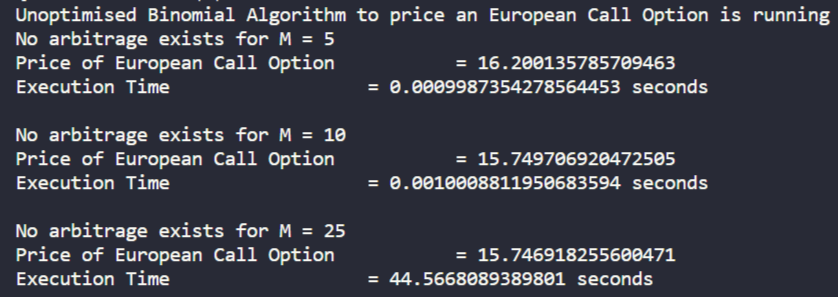 Unoptimised Binomial Algorithm to price an European Call Option is running
No arbitrage exists for M = 5
Price of European Call Option = 16.200135785709463
Execution Time = 0.0009987354278564453 seconds
No arbitrage exists for M = 10
Price of European Call Option = 15.749706920472505
Execution Time = 0.0010008811950683594 seconds
No arbitrage exists for M = 25
Price of European Call Option = 15.746918255600471
Execution Time = 44.5668089389801 seconds